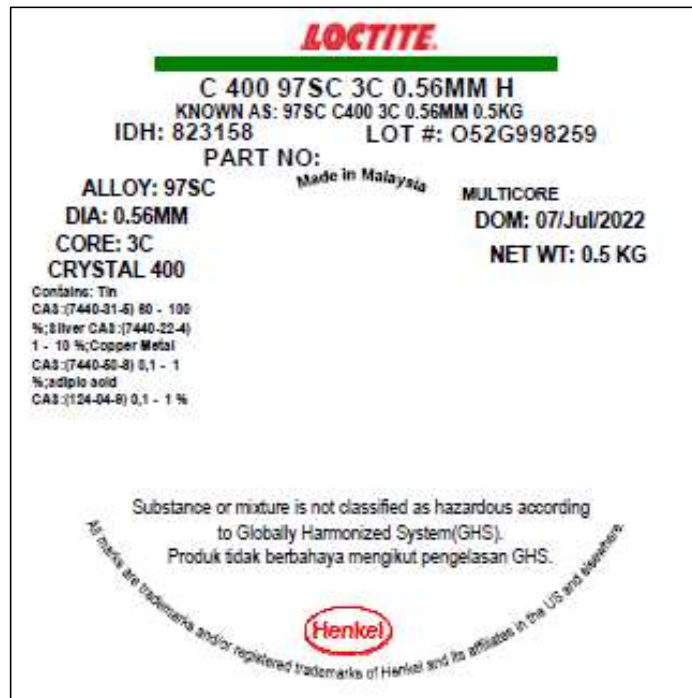 LOCTITE.
C 400 97SC 3C 0.56MM H
KNOWN AS: 97SC C400 3C 0.56MM 0.5KG
IDH: 823158 LOT #: O52G998259
PART NO:
Made in Malaysia
ALLOY: 97SC
MULTICORE
DIA: 0.56MM
DOM: 07/Jul/2022
CORE: 3C
NET WT: 0.5 KG
CRYSTAL 400
Contains: Tin
CAS:(7440-31-5) 60 - 100
%;Silver CAS:(7440-22-4)
1 - 10 %;Copper Metal
CAS:(7440-50-8) 0,1 - 1
%;adipic acid
CAS:(124-04-9) 0,1 - 1 %
Substance or mixture is not classified as hazardous according
to Globally Harmonized System(GHS).
Produk tidak berbahaya mengikut pengelasan GHS.
All marks are trademarks and/or registered trademarks of Henkel and its affiliates in the US and elsewhere.
Henkel